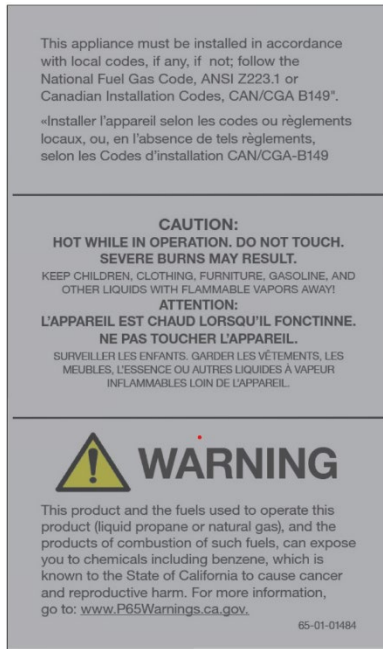 This appliance must be installed in accordance
with local codes, if any, if not; follow the
National Fuel Gas Code, ANSI Z223.1 or
Canadian Installation Codes, CAN/CGA B149".
«Installer l'appareil selon les codes ou règlements
locaux, ou, en l'absence de tels règlements,
selon les Codes d'installation CAN/CGA-B149
CAUTION:
HOT WHILE IN OPERATION. DO NOT TOUCH.
SEVERE BURNS MAY RESULT.
KEEP CHILDREN, CLOTHING, FURNITURE, GASOLINE, AND
OTHER LIQUIDS WITH FLAMMABLE VAPORS AWAY!
ATTENTION:
L'APPAREIL EST CHAUD LORSQU'IL FONCTINNE.
NE PAS TOUCHER L'APPAREIL.
SURVEILLER LES ENFANTS. GARDER LES VÊTEMENTS, LES
MEUBLES, L'ESSENCE OU AUTRES LIQUIDES À VAPEUR
INFLAMMABLES LOIN DE L'APPAREIL.
WARNING
This product and the fuels used to operate this
product (liquid propane or natural gas), and the
products of combustion of such fuels, can expose
you to chemicals including benzene, which is
known to the State of California to cause cancer
and reproductive harm. For more information,
go to: www.P65Warnings.ca.gov.
65-01-01484